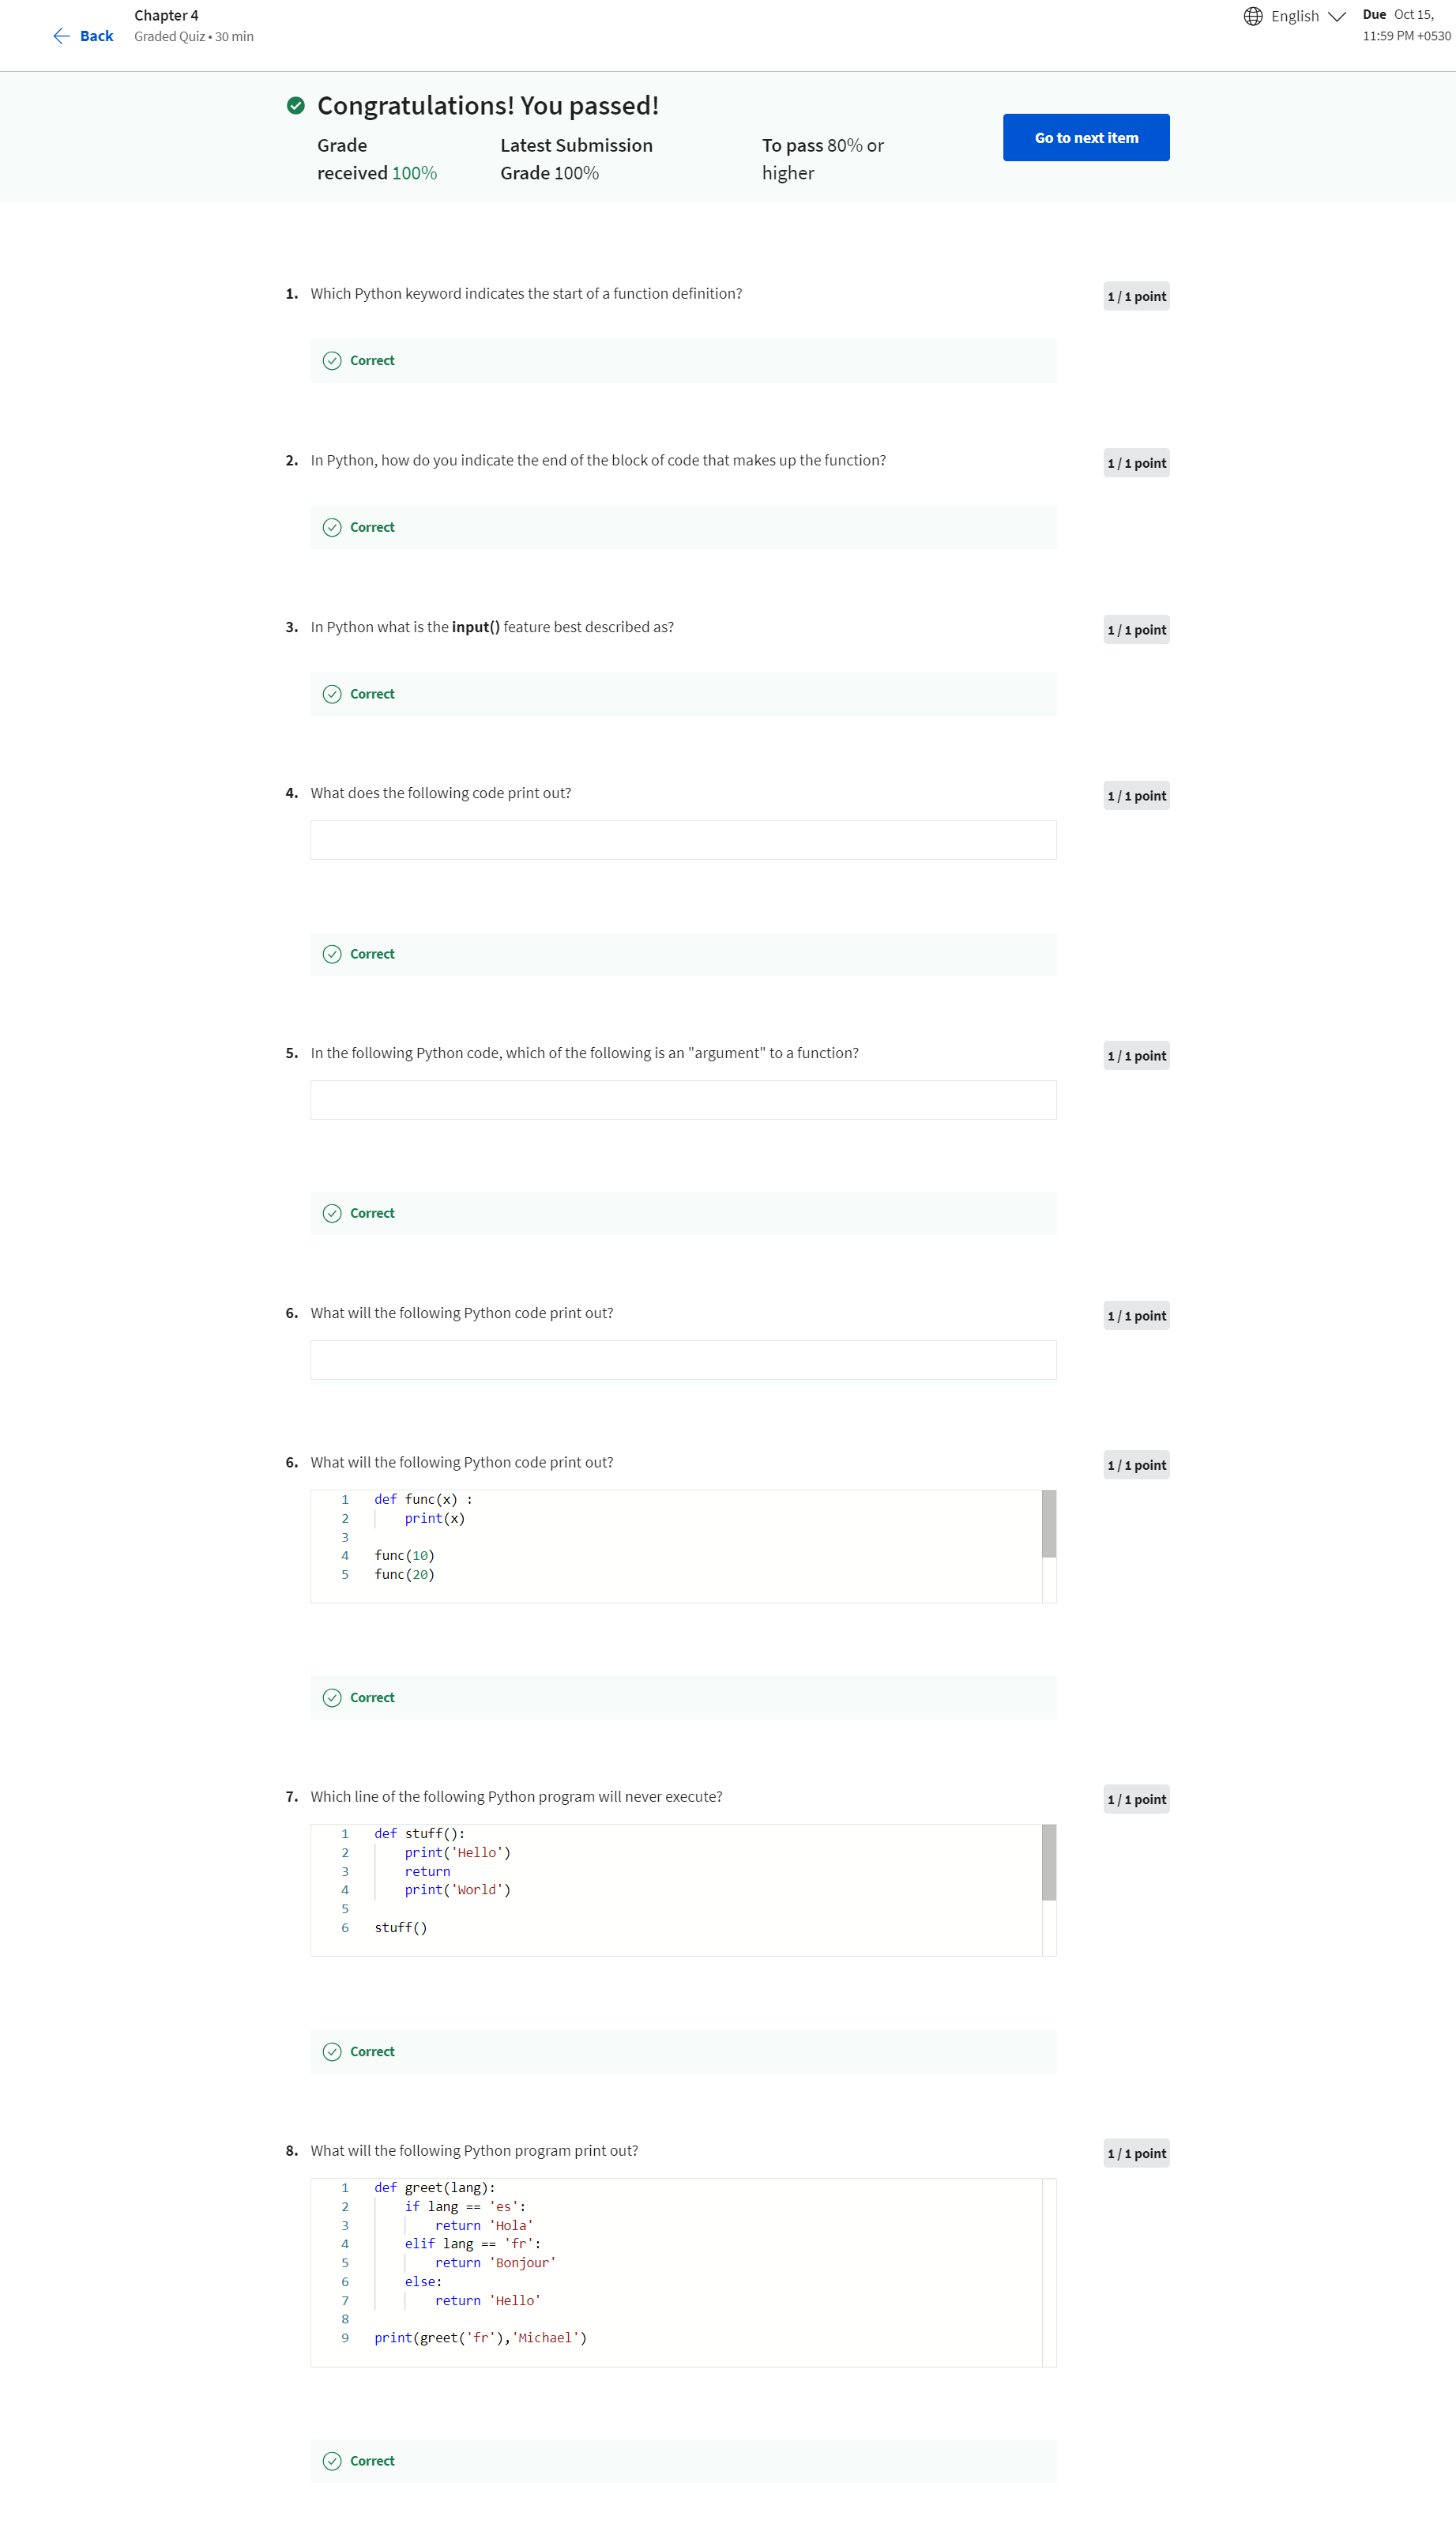 Back
Chapter 4
Graded Quiz • 30 min
English
Due Oct 15,
11:59 PM +0530
Congratulations! You passed!
Grade
received 100%
Latest Submission
Grade 100%
To pass 80% or
higher
Go to next item
1. Which Python keyword indicates the start of a function definition?
1 / 1 point
Correct
2. In Python, how do you indicate the end of the block of code that makes up the function?
1 / 1 point
Correct
3. In Python what is the input() feature best described as?
1 / 1 point
Correct
4. What does the following code print out?
1 / 1 point
Correct
5. In the following Python code, which of the following is an "argument" to a function?
1 / 1 point
Correct
6. What will the following Python code print out?
1 / 1 point
6. What will the following Python code print out?
1 / 1 point
1 def func(x) :
2     print(x)
3
4 func(10)
5 func(20)
Correct
7. Which line of the following Python program will never execute?
1 / 1 point
1 def stuff():
2     print('Hello')
3     return
4     print('World')
5
6 stuff()
Correct
8. What will the following Python program print out?
1 / 1 point
1 def greet(lang):
2     if lang == 'es':
3         return 'Hola'
4     elif lang == 'fr':
5         return 'Bonjour'
6     else:
7         return 'Hello'
8
9 print(greet('fr'),'Michael')
Correct